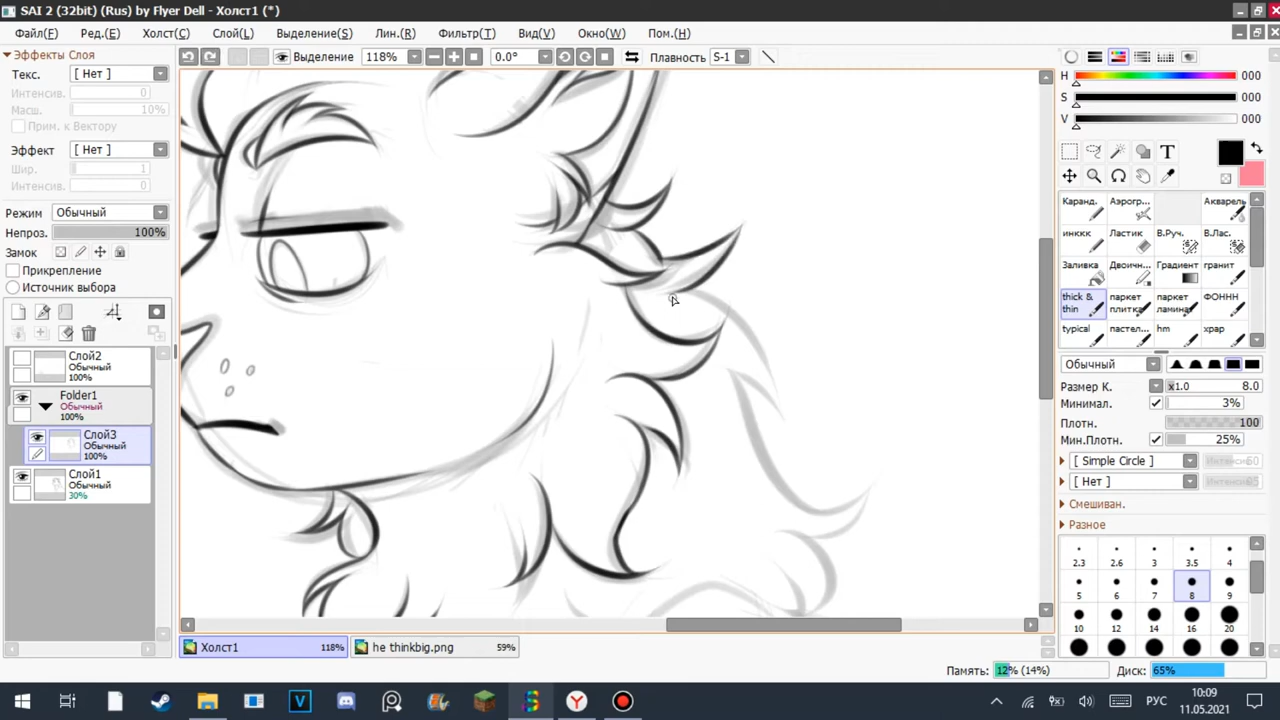 SAI 2 (32bit) (Rus) by Flyer Dell - Холст1 (*)
Файл(F) Ред.(E) Холст(C) Слой(L) Выделение(S) Лин.(R) Фильтр(T) Вид(V) Окно(W) Пом.(H)
Эффекты Слоя
Выделение 118% 0.0° Плавность S-1
Текс. [ Нет ]
Интенсив. 0
Масш. 10%
Прим. к Вектору
Эффект [ Нет ]
Шир. 1
Интенсив. 0
Режим Обычный
Непроз. 100%
Замок
Прикрепление
Источник выбора
Слой2
Обычный
100%
Folder1
Обычный
100%
Слой3
Обычный
100%
Слой1
Обычный
30%
H 000
S 000
V 000
T
Каранд. Аэрогр Акварель
инккк Ластик В.Руч. В.Лас.
Заливка Двоичн Градиент гранит
thick & thin паркет плитка паркет ламина ФОННН
typical пастел. hm храр
Обычный
Размер К. x1.0 8.0
Минимал. 3%
Плотн. 100
Мин.Плотн. 25%
[ Simple Circle ]
[ Нет ]
Смешиван.
Разное
2.3 2.6 3 3.5 4
5 6 7 8 9
10 12 14 16 20
Холст1 118% he thinkbig.png 59%
Память: 12% (14%) Диск: 65%
РУС
10:09
11.05.2021